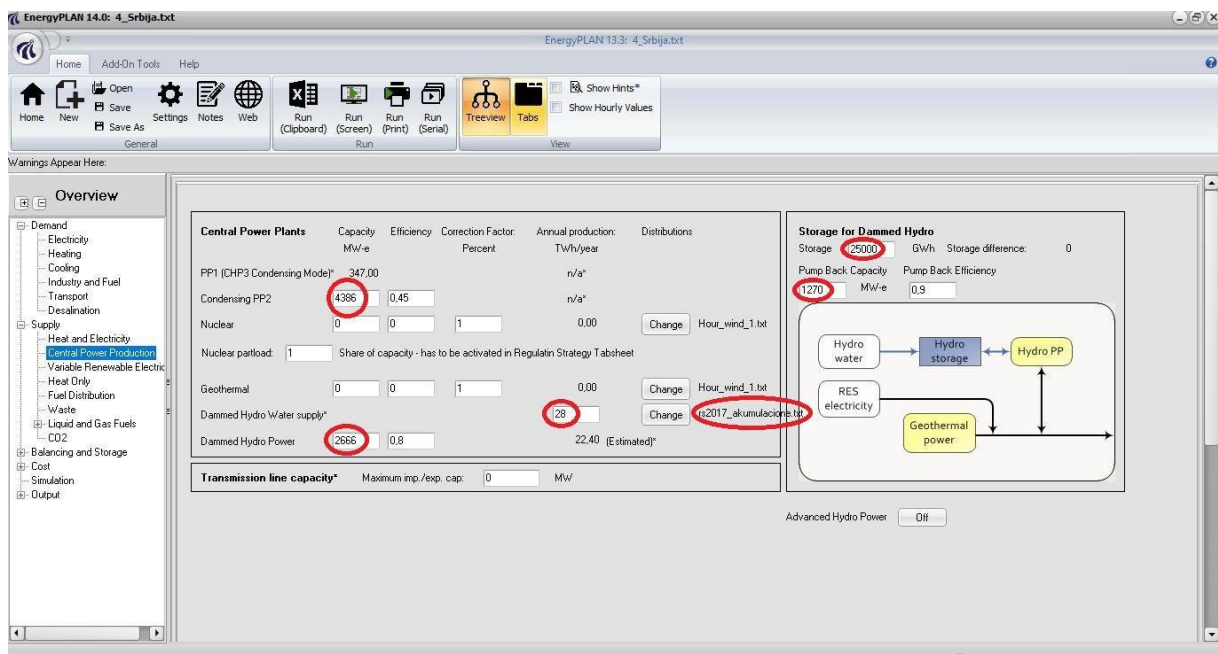 EnergyPLAN 14.0: 4_Srbija.txt
EnergyPLAN 13.3: 4_Srbija.txt
Home Add-On Tools Help
Home
New
Open
Save
Save As
Settings
Notes
Web
General
Run (Clipboard)
Run (Screen)
Run (Print)
Run (Serial)
Run
Treeview
Tabs
Show Hints*
Show Hourly Values
View
Warnings Appear Here:
Overview
Demand
Electricity
Heating
Cooling
Industry and Fuel
Transport
Desalination
Supply
Heat and Electricity
Central Power Production
Variable Renewable Electric
Heat Only
Fuel Distribution
Waste
Liquid and Gas Fuels
CO2
Balancing and Storage
Cost
Simulation
Output
Central Power Plants Capacity Efficiency Correction Factor: Annual production: Distributions
MW-e Percent TWh/year
PP1 (CHP3 Condensing Mode)* 347,00 n/a*
Condensing PP2 4386 0,45 n/a*
Nuclear 0 0 1 0,00 Change Hour_wind_1.txt
Nuclear partload: 1 Share of capacity - has to be activated in Regulatin Strategy Tabsheet
Geothermal 0 0 1 0,00 Change Hour_wind_1.txt
Dammed Hydro Water supply* 28 Change rs2017_akumulacione.txt
Dammed Hydro Power 2666 0,8 22,40 (Estimated)*
Transmission line capacity* Maximum imp./exp. cap: 0 MW
Storage for Dammed Hydro
Storage 25000 GWh Storage difference: 0
Pump Back Capacity Pump Back Efficiency
1270 MW-e 0,9
Hydro water
Hydro storage
Hydro PP
RES electricity
Geothermal power
Advanced Hydro Power Off